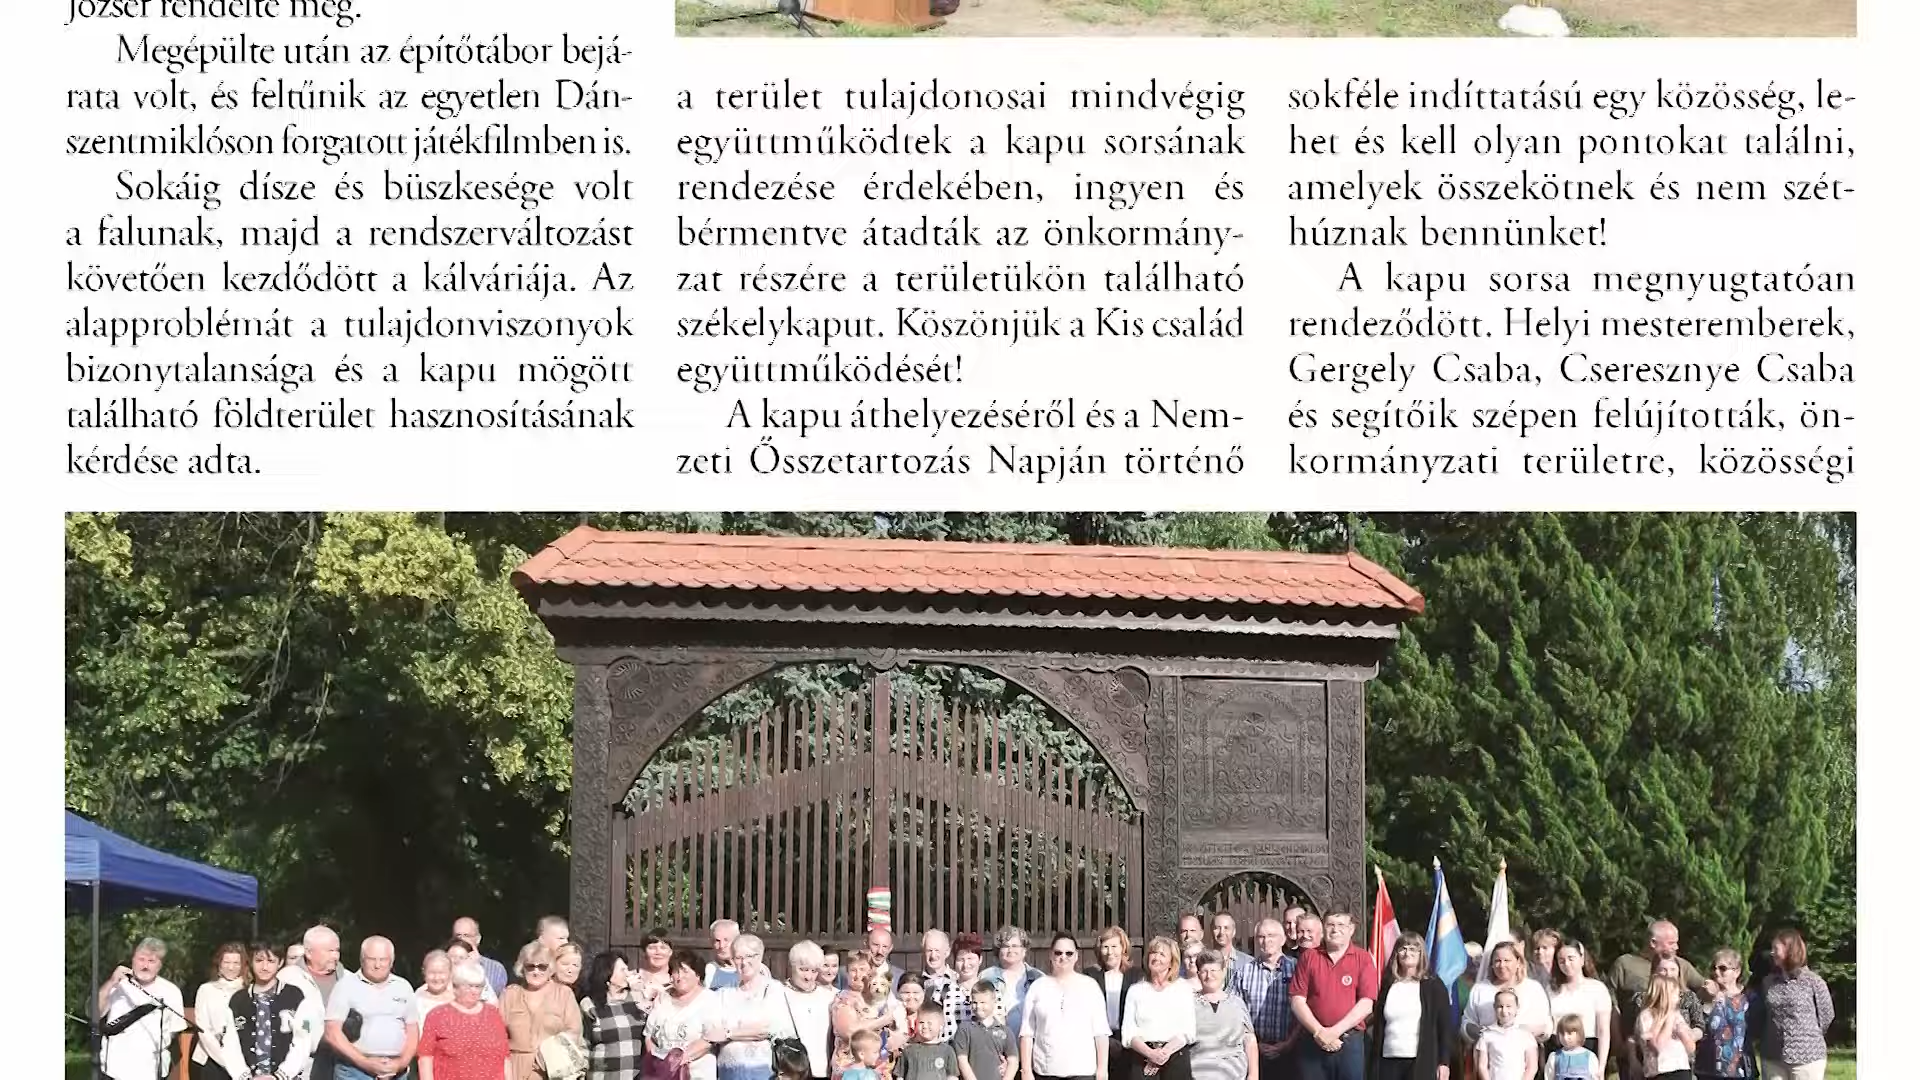 József rendelte meg.
Megépülte után az építőtábor bejá-
rata volt, és feltűnik az egyetlen Dán-
szentmiklóson forgatott játékfilmben is.
Sokáig dísze és büszkesége volt
a falunak, majd a rendszerváltozást
követően kezdődött a kálváriája. Az
alapproblémát a tulajdonviszonyok
bizonytalansága és a kapu mögött
található földterület hasznosításának
kérdése adta.
a terület tulajdonosai mindvégig
együttműködtek a kapu sorsának
rendezése érdekében, ingyen és
bérmentve átadták az önkormány-
zat részére a területükön található
székelykaput. Köszönjük a Kis család
együttműködését!
A kapu áthelyezéséről és a Nem-
zeti Összetartozás Napján történő
sokféle indíttatású egy közösség, le-
het és kell olyan pontokat találni,
amelyek összekötnek és nem szét-
húznak bennünket!
A kapu sorsa megnyugtatóan
rendeződött. Helyi mesteremberek,
Gergely Csaba, Cseresznye Csaba
és segítőik szépen felújították, ön-
kormányzati területre, közösségi